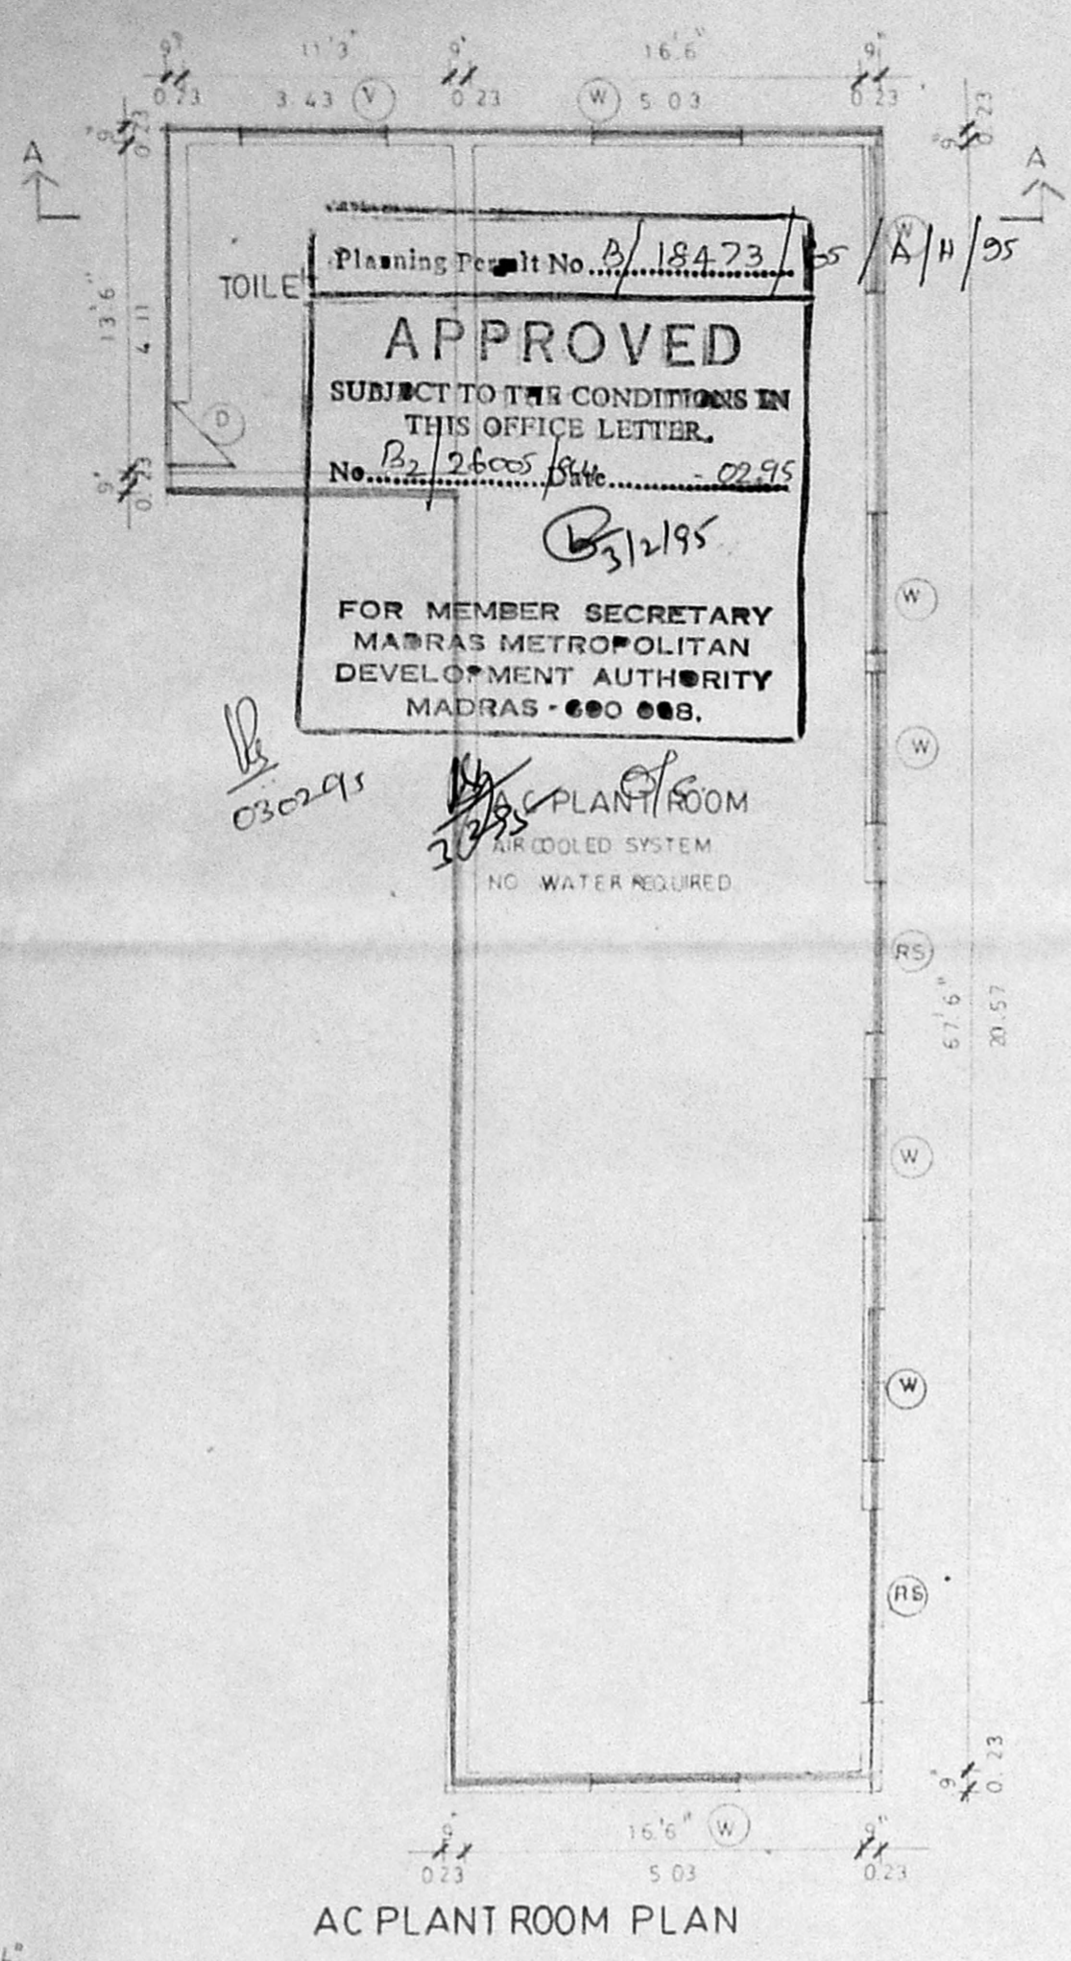 9" 11'3" 9" 16'6" 9"
0.23 3.43 V 0.23 W 5.03 0.23
9" 0.23
9" 0.23
A
A
W
Planning Permit No B/18473/ /A/H/95
TOILET
13'6"
4.11
APPROVED
SUBJECT TO THE CONDITIONS IN
THIS OFFICE LETTER.
D
No. B2/26005/ Date - 02.95
9" 0.23
3/2/95
W
FOR MEMBER SECRETARY
MADRAS METROPOLITAN
DEVELOPMENT AUTHORITY
MADRAS - 600 008.
W
030295
A C PLANT ROOM
AIR COOLED SYSTEM
NO WATER REQUIRED
RS
67'6"
20.57
W
W
RS
9" 0.23
9" 16'6" W 9"
0.23 5.03 0.23
AC PLANT ROOM PLAN